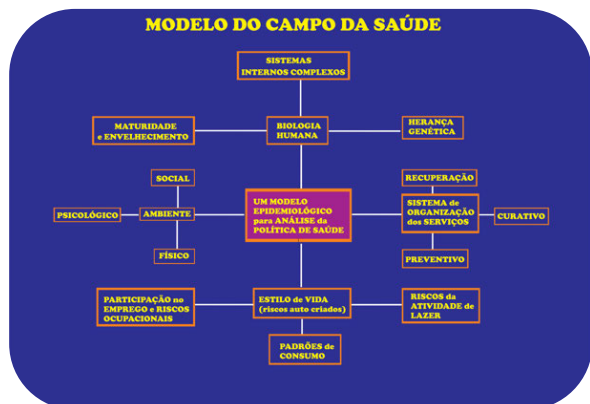 MODELO DO CAMPO DA SAÚDE
SISTEMAS
INTERNOS COMPLEXOS
MATURIDADE
e ENVELHECIMENTO
BIOLOGIA
HUMANA
HERANÇA
GENÉTICA
SOCIAL
PSICOLÓGICO
AMBIENTE
FÍSICO
UM MODELO
EPIDEMIOLÓGICO
para ANÁLISE da
POLÍTICA DE SAÚDE
RECUPERAÇÃO
SISTEMA de
ORGANIZAÇÃO
dos SERVIÇOS
CURATIVO
PREVENTIVO
PARTICIPAÇÃO no
EMPREGO e RISCOS
OCUPACIONAIS
ESTILO de VIDA
(riscos auto criados)
RISCOS da
ATIVIDADE de
LAZER
PADRÕES de
CONSUMO